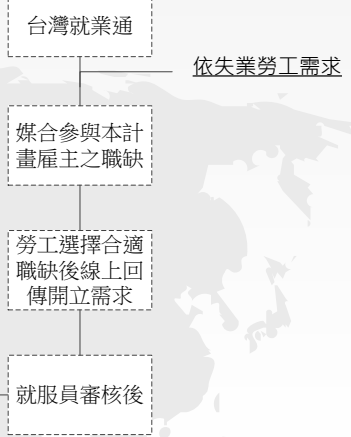 台灣就業通
依失業勞工需求
媒合參與本計
畫雇主之職缺
勞工選擇合適
職缺後線上回
傳開立需求
就服員審核後